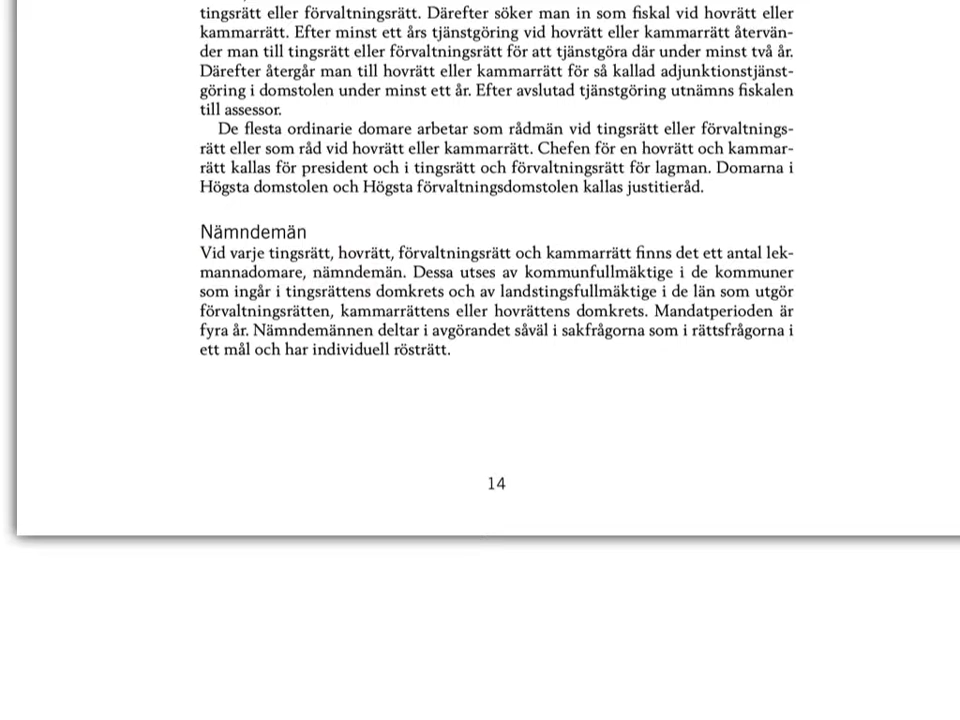 tingsrätt eller förvaltningsrätt. Därefter söker man in som fiskal vid hovrätt eller
kammarrätt. Efter minst ett års tjänstgöring vid hovrätt eller kammarrätt återvän-
der man till tingsrätt eller förvaltningsrätt för att tjänstgöra där under minst två år.
Därefter återgår man till hovrätt eller kammarrätt för så kallad adjunktionstjänst-
göring i domstolen under minst ett år. Efter avslutad tjänstgöring utnämns fiskalen
till assessor.
De flesta ordinarie domare arbetar som rådmän vid tingsrätt eller förvaltnings-
rätt eller som råd vid hovrätt eller kammarrätt. Chefen för en hovrätt och kammar-
rätt kallas för president och i tingsrätt och förvaltningsrätt för lagman. Domarna i
Högsta domstolen och Högsta förvaltningsdomstolen kallas justitieråd.
Nämndemän
Vid varje tingsrätt, hovrätt, förvaltningsrätt och kammarrätt finns det ett antal lek-
mannadomare, nämndemän. Dessa utses av kommunfullmäktige i de kommuner
som ingår i tingsrättens domkrets och av landstingsfullmäktige i de län som utgör
förvaltningsrätten, kammarrättens eller hovrättens domkrets. Mandatperioden är
fyra år. Nämndemännen deltar i avgörandet såväl i sakfrågorna som i rättsfrågorna i
ett mål och har individuell rösträtt.
14